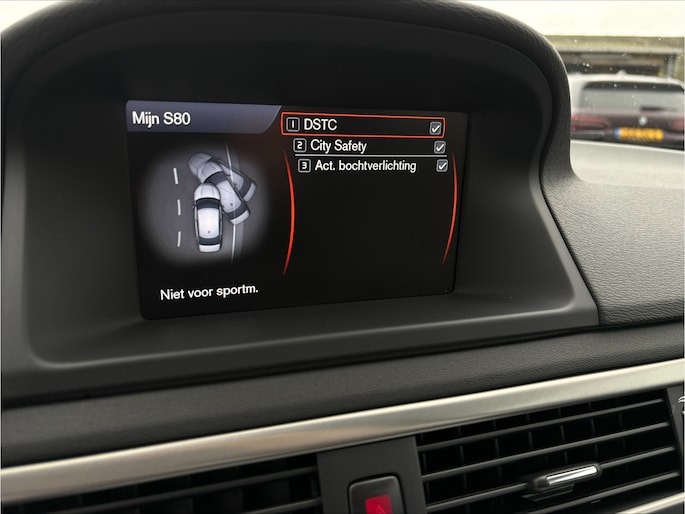 Mijn S80
1 DSTC
2 City Safety
3 Act. bochtverlichting
Niet voor sportm.